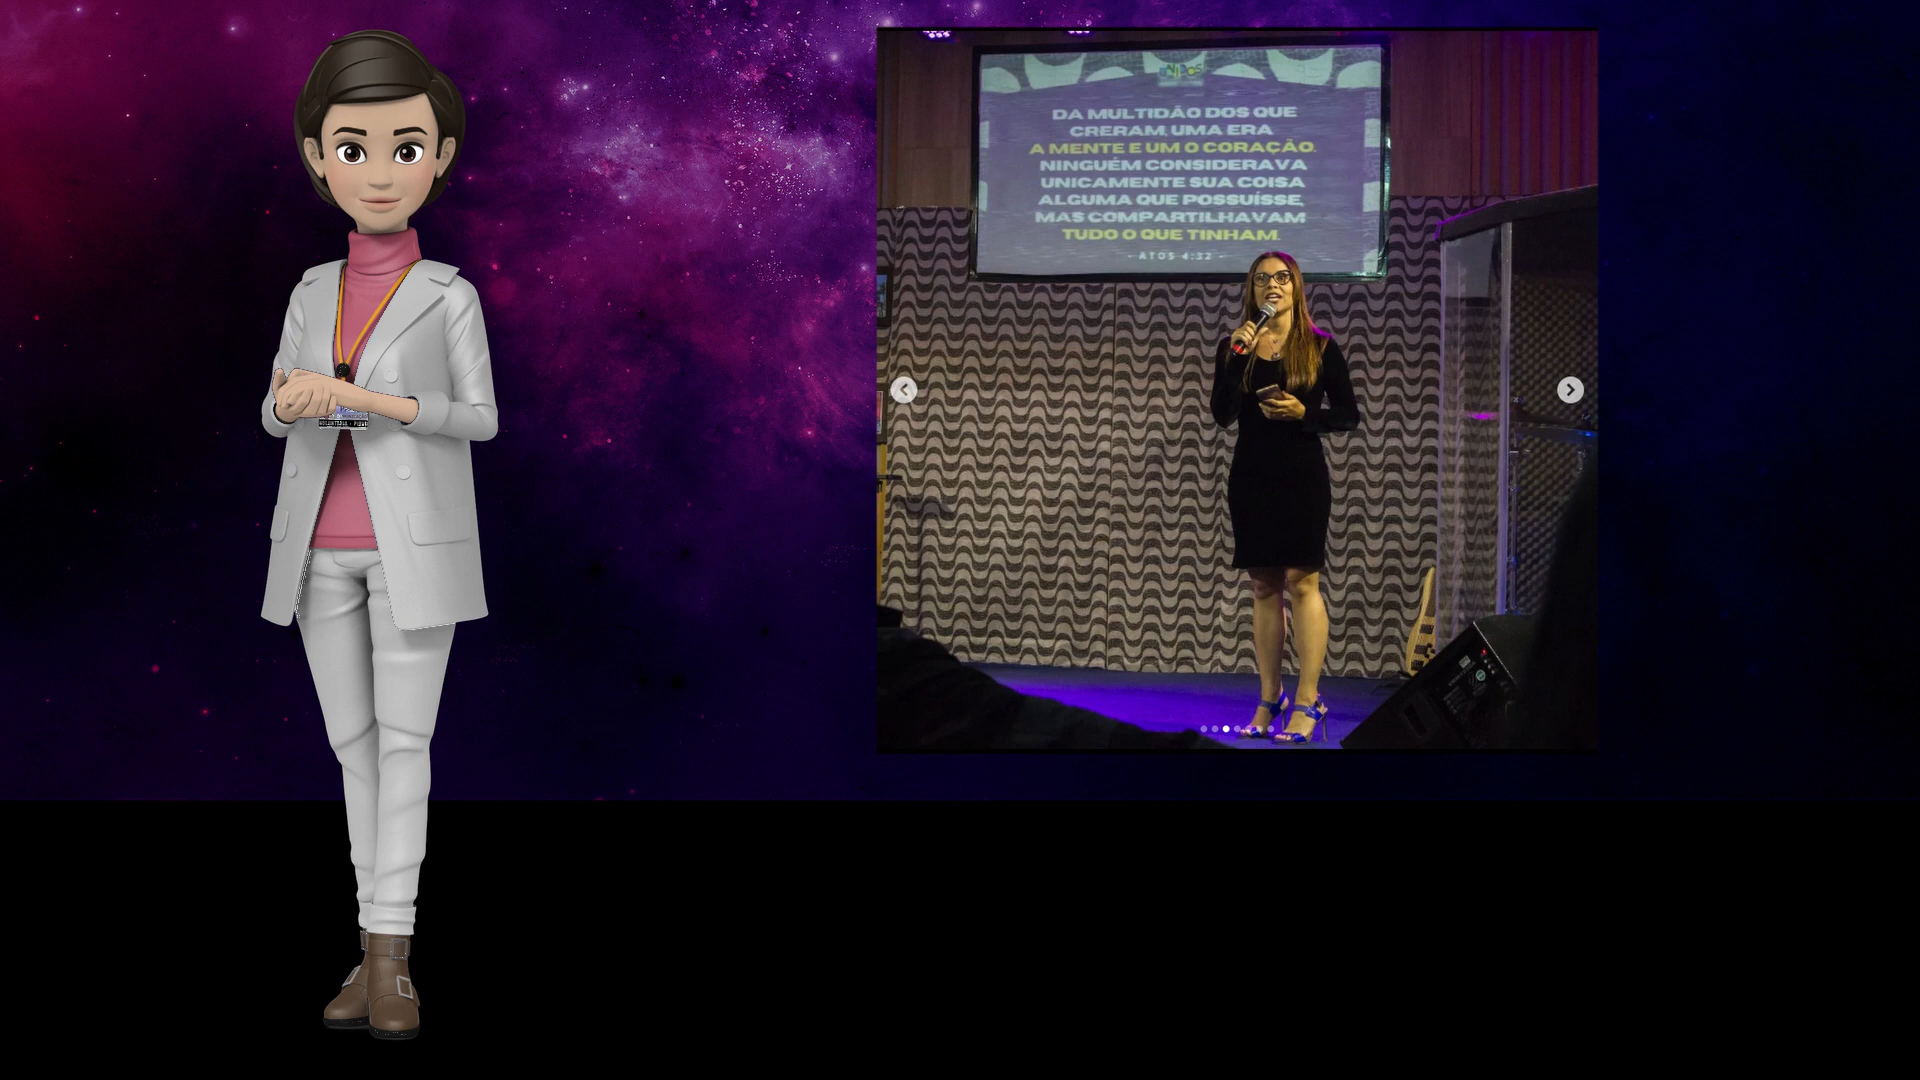 UNIDOS
DA MULTIDÃO DOS QUE
CRERAM, UMA ERA
A MENTE E UM O CORAÇÃO.
NINGUÉM CONSIDERAVA
UNICAMENTE SUA COISA
ALGUMA QUE POSSUÍSSE,
MAS COMPARTILHAVAM
TUDO O QUE TINHAM.
- ATOS 4:32 -